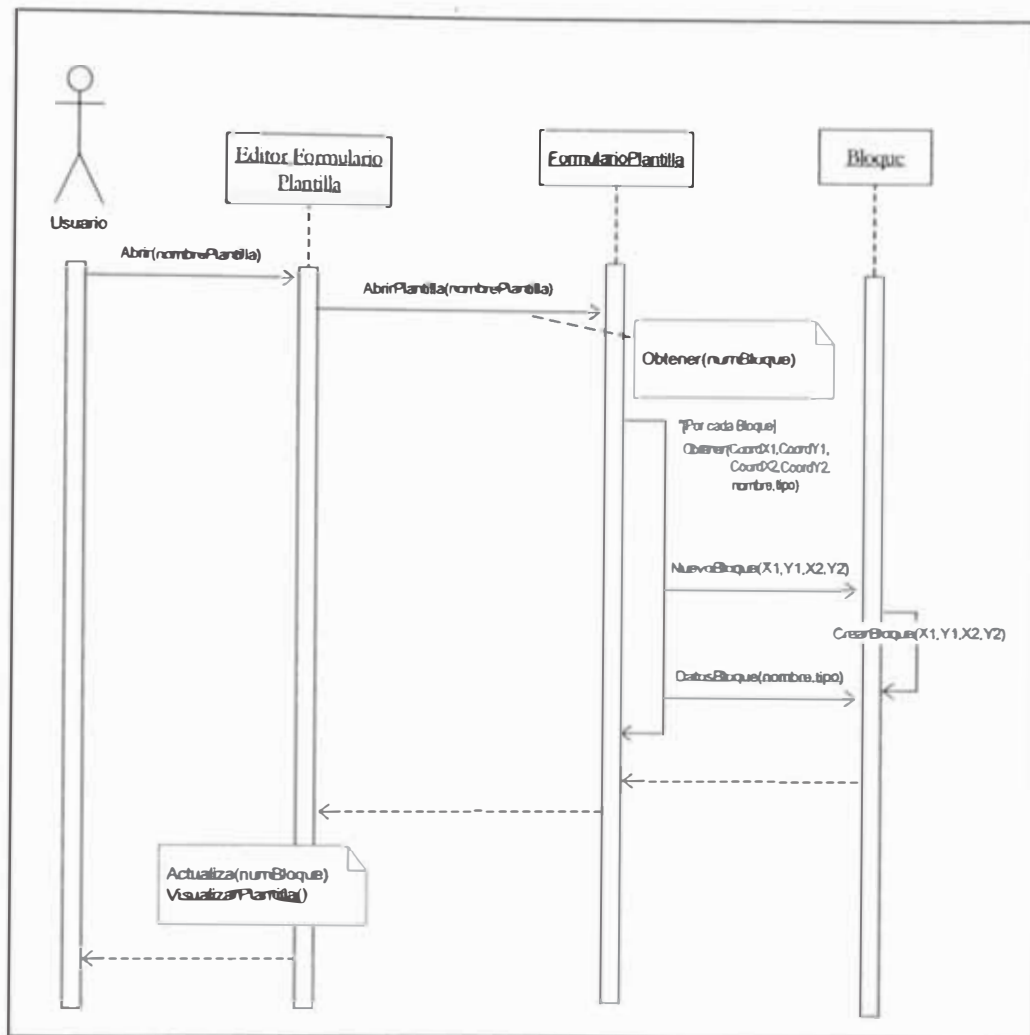 Editor Formulario
Plantilla
FormularioPlantilla
Bloque
Usuario
Abrir(nombrePlantilla)
AbrirPlantilla(nombrePlantilla)
Obtener(numBloque)
*[Por cada Bloque]
Obtener(CoordX1,CoordY1,
CoordX2,CoordY2,
nombre,tipo)
NuevoBloque(X1,Y1,X2,Y2)
CrearBloque(X1,Y1,X2,Y2)
DatosBloque(nombre,tipo)
Actualiza(numBloque)
VisualizarPlantilla()